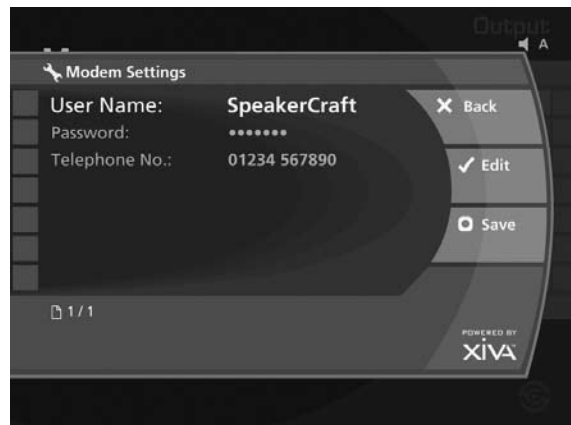 Output:
A
Modem Settings
User Name: SpeakerCraft
Password: •••••••
Telephone No.: 01234 567890
Back
Edit
Save
1 / 1
POWERED BY
XiVA